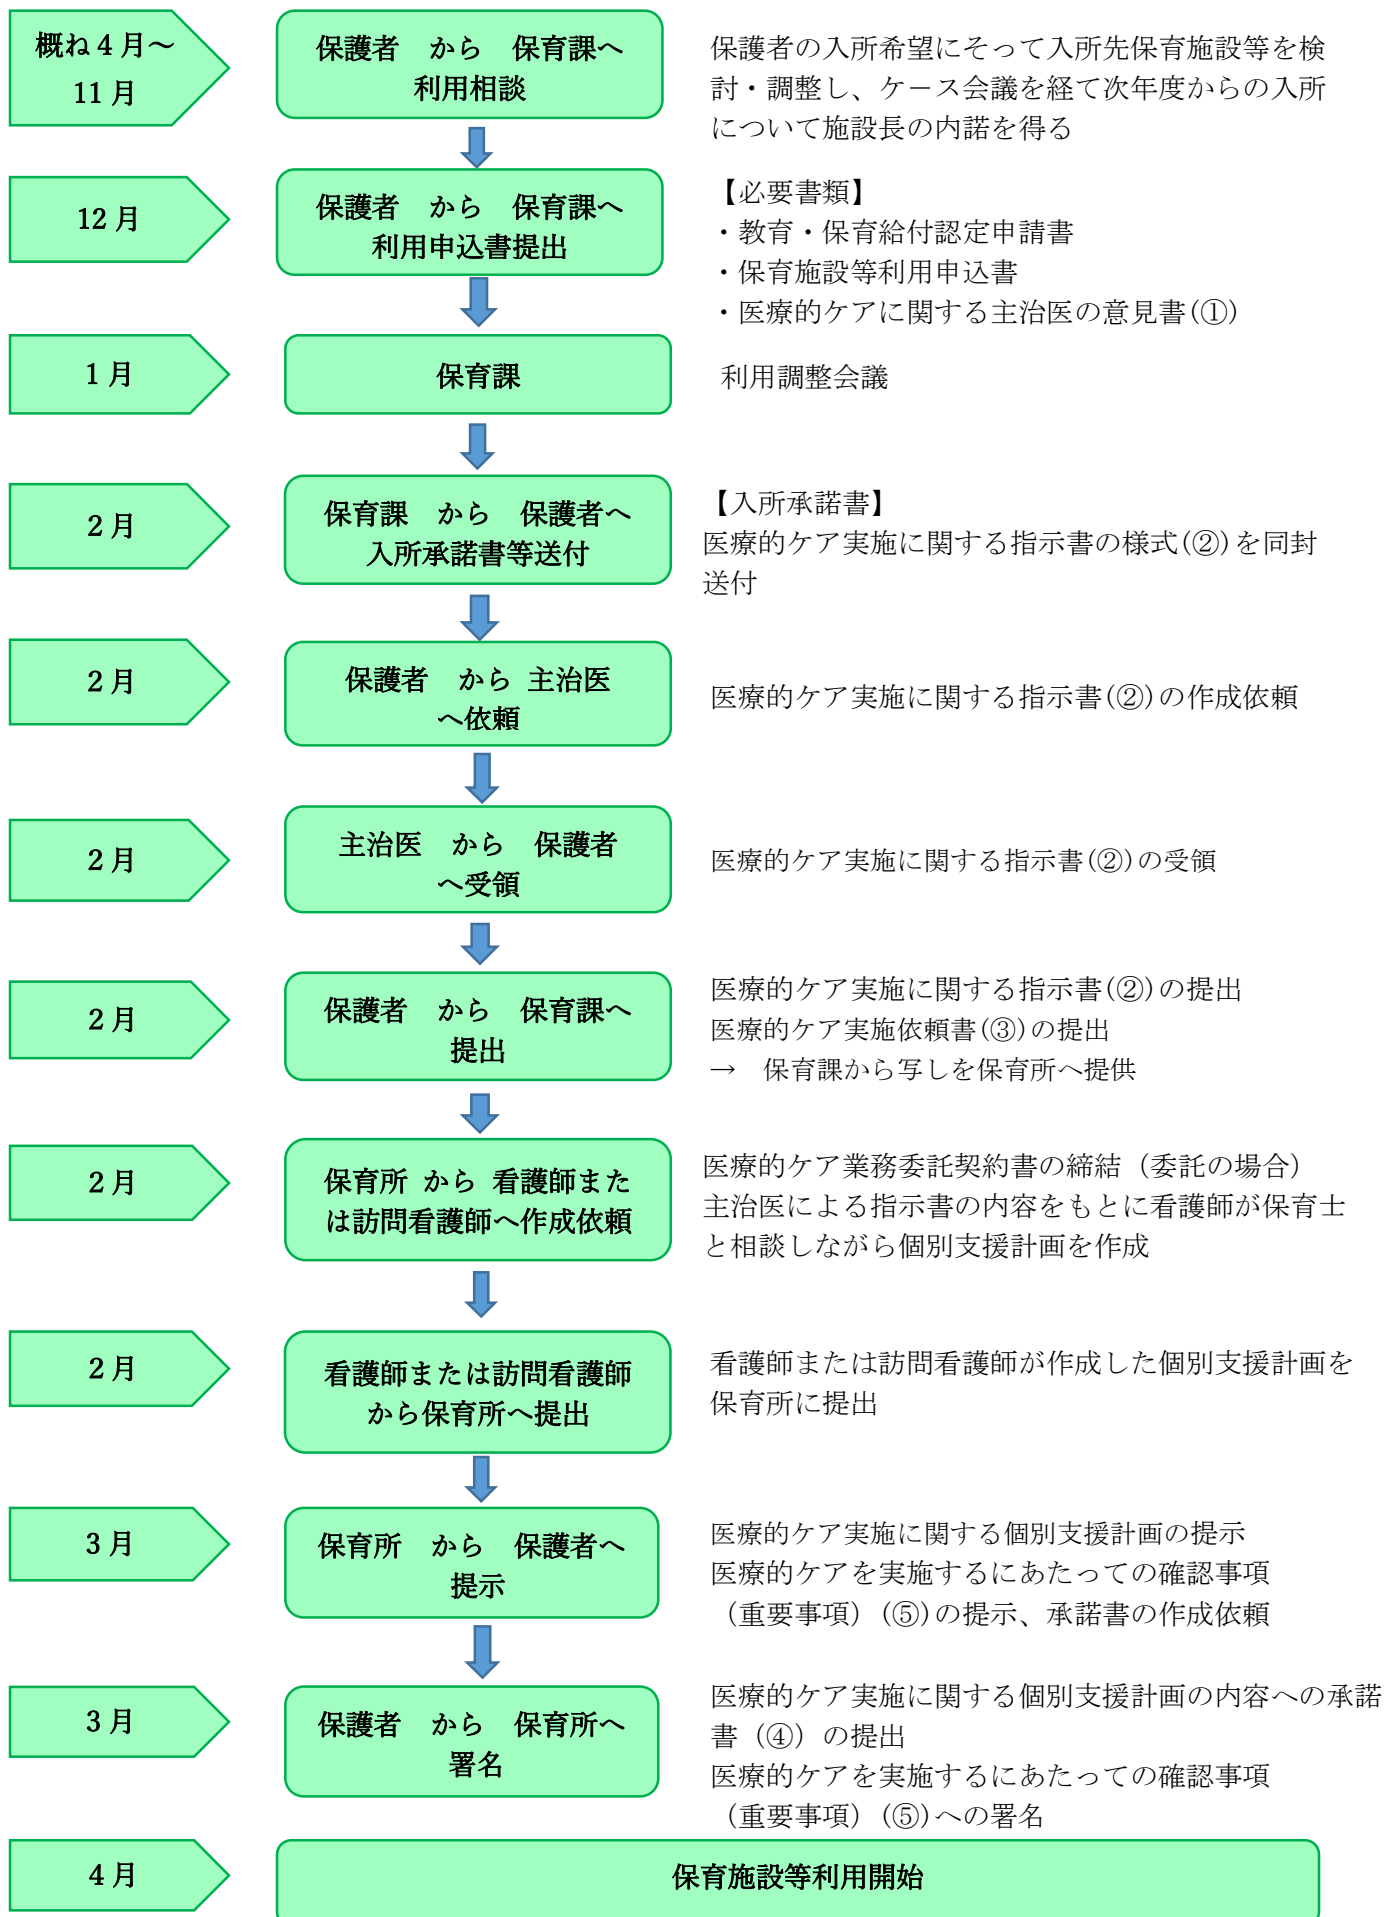 概ね４月～
11 月
保護者　から　保育課へ
利用相談
保護者の入所希望にそって入所先保育施設等を検
討・調整し、ケース会議を経て次年度からの入所
について施設長の内諾を得る
12 月
保護者　から　保育課へ
利用申込書提出
【必要書類】
・教育・保育給付認定申請書
・保育施設等利用申込書
・医療的ケアに関する主治医の意見書(①)
１月
保育課
利用調整会議
２月
保育課　から　保護者へ
入所承諾書等送付
【入所承諾書】
医療的ケア実施に関する指示書の様式(②)を同封
送付
２月
保護者　から 主治医
へ依頼
医療的ケア実施に関する指示書(②)の作成依頼
２月
主治医　から　保護者
へ受領
医療的ケア実施に関する指示書(②)の受領
２月
保護者　から　保育課へ
提出
医療的ケア実施に関する指示書(②)の提出
医療的ケア実施依頼書(③)の提出
→　保育課から写しを保育所へ提供
２月
保育所 から 看護師また
は訪問看護師へ作成依頼
医療的ケア業務委託契約書の締結（委託の場合）
主治医による指示書の内容をもとに看護師が保育士
と相談しながら個別支援計画を作成
２月
看護師または訪問看護師
から保育所へ提出
看護師または訪問看護師が作成した個別支援計画を
保育所に提出
３月
保育所　から　保護者へ
提示
医療的ケア実施に関する個別支援計画の提示
医療的ケアを実施するにあたっての確認事項
（重要事項）(⑤)の提示、承諾書の作成依頼
３月
保護者　から　保育所へ
署名
医療的ケア実施に関する個別支援計画の内容への承諾
書（④）の提出
医療的ケアを実施するにあたっての確認事項
（重要事項）(⑤)への署名
４月
保育施設等利用開始